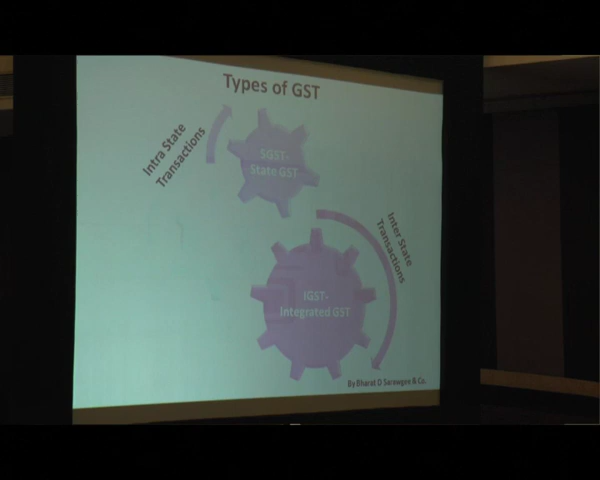 Types of GST
Intra State
Transactions
SGST-
State GST
Inter State
Transactions
IGST-
Integrated GST
By Bharat D Sarawgee & Co.